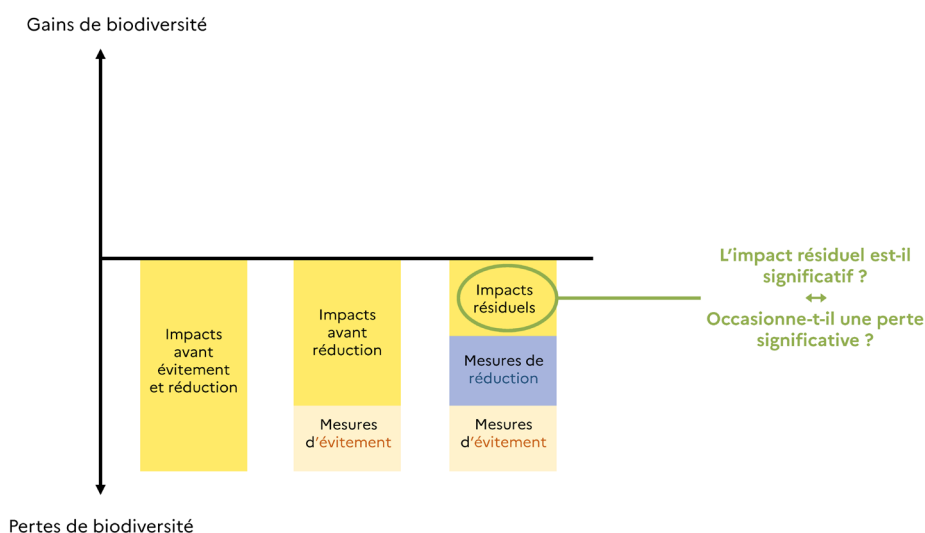 Gains de biodiversité
Impacts
avant
évitement
et réduction
Impacts
avant
réduction
Mesures
d'évitement
Impacts
résiduels
Mesures de
réduction
Mesures
d'évitement
L'impact résiduel est-il
significatif ?
↔
Occasionne-t-il une perte
significative ?
Pertes de biodiversité